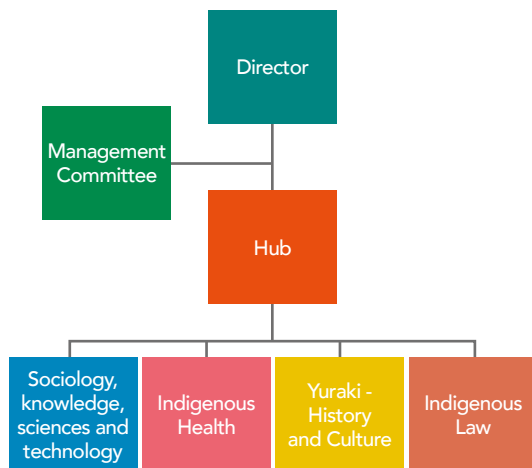 Director
Management
Committee
Hub
Sociology,
knowledge,
sciences and
technology
Indigenous
Health
Yuraki -
History
and Culture
Indigenous
Law